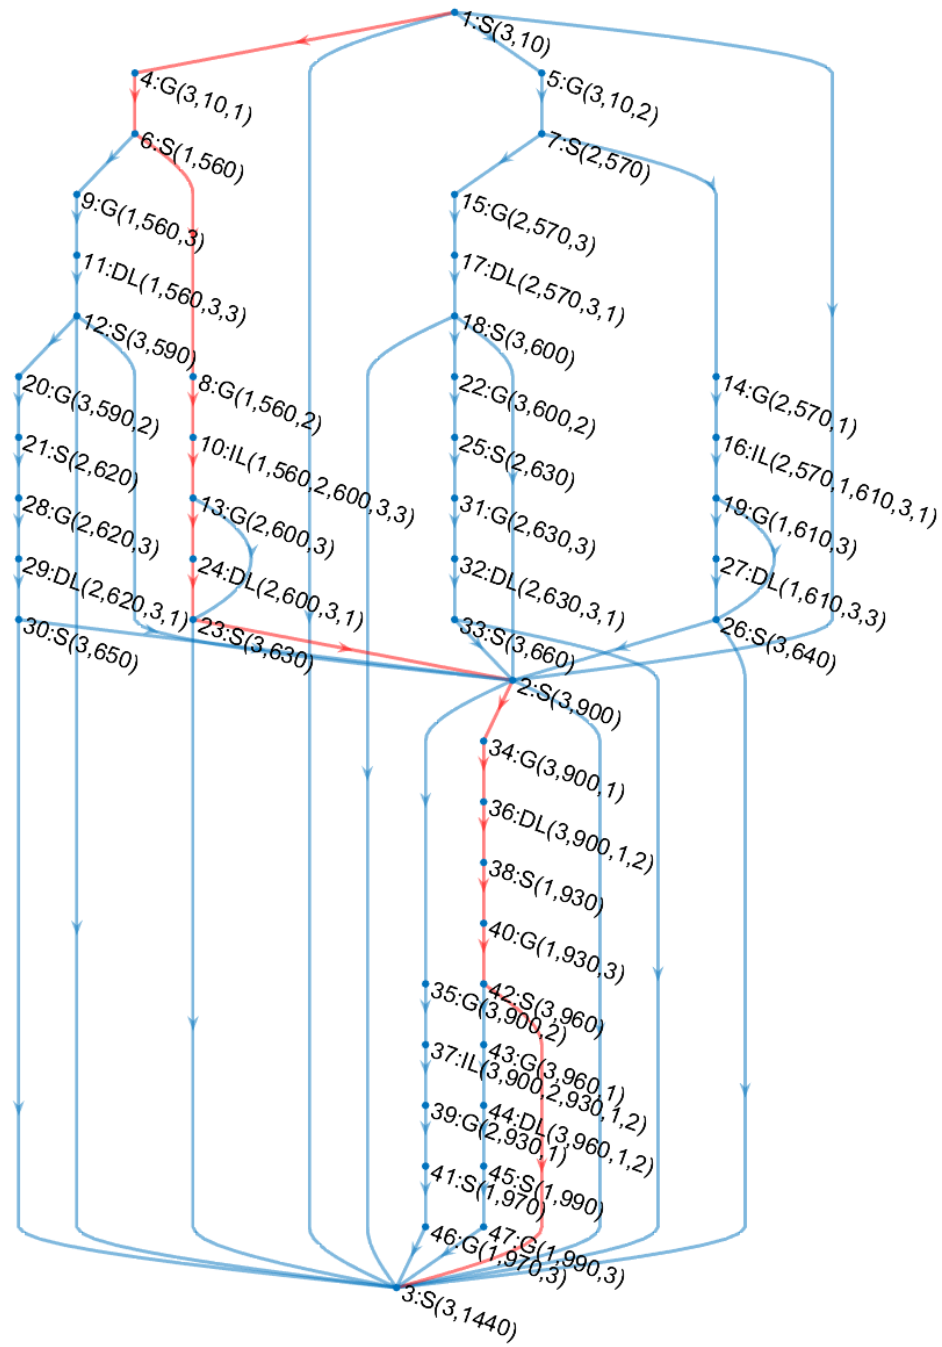 1:S(3,10)
4:G(3,10,1)
5:G(3,10,2)
6:S(1,560)
7:S(2,570)
9:G(1,560,3)
15:G(2,570,3)
11:DL(1,560,3,3)
17:DL(2,570,3,1)
12:S(3,590)
18:S(3,600)
20:G(3,590,2)
8:G(1,560,2)
22:G(3,600,2)
14:G(2,570,1)
21:S(2,620)
10:IL(1,560,2,600,3,3)
25:S(2,630)
16:IL(2,570,1,610,3,1)
28:G(2,620,3)
13:G(2,600,3)
31:G(2,630,3)
19:G(1,610,3)
29:DL(2,620,3,1)
24:DL(2,600,3,1)
32:DL(2,630,3,1)
27:DL(1,610,3,3)
30:S(3,650)
23:S(3,630)
33:S(3,660)
26:S(3,640)
2:S(3,900)
34:G(3,900,1)
36:DL(3,900,1,2)
38:S(1,930)
40:G(1,930,3)
35:G(3,900,2)
42:S(3,960)
37:IL(3,900,2,930,1,2)
43:G(3,960,1)
39:G(2,930,1)
44:DL(3,960,1,2)
41:S(1,970)
45:S(1,990)
46:G(1,970,3)
47:G(1,990,3)
3:S(3,1440)